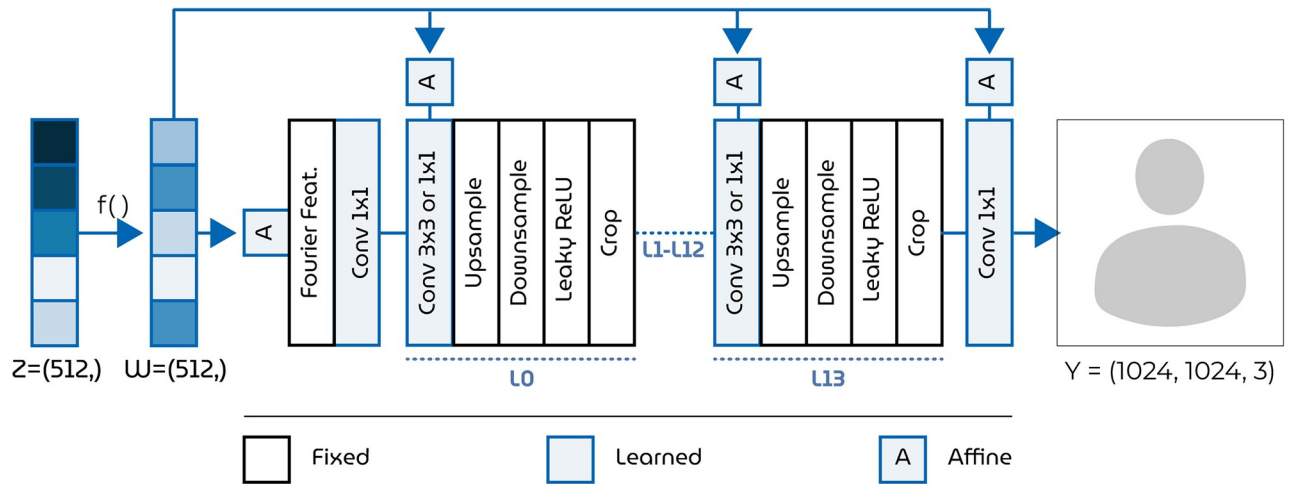 A
A
A
f()
A
Fourier Feat.
Conv 1x1
Conv 3x3 or 1x1
Upsample
Downsample
Leaky ReLU
Crop
L1-L12
Conv 3x3 or 1x1
Upsample
Downsample
Leaky ReLU
Crop
Conv 1x1
Z=(512,)
W=(512,)
L0
L13
Y = (1024, 1024, 3)
Fixed
Learned
A
Affine